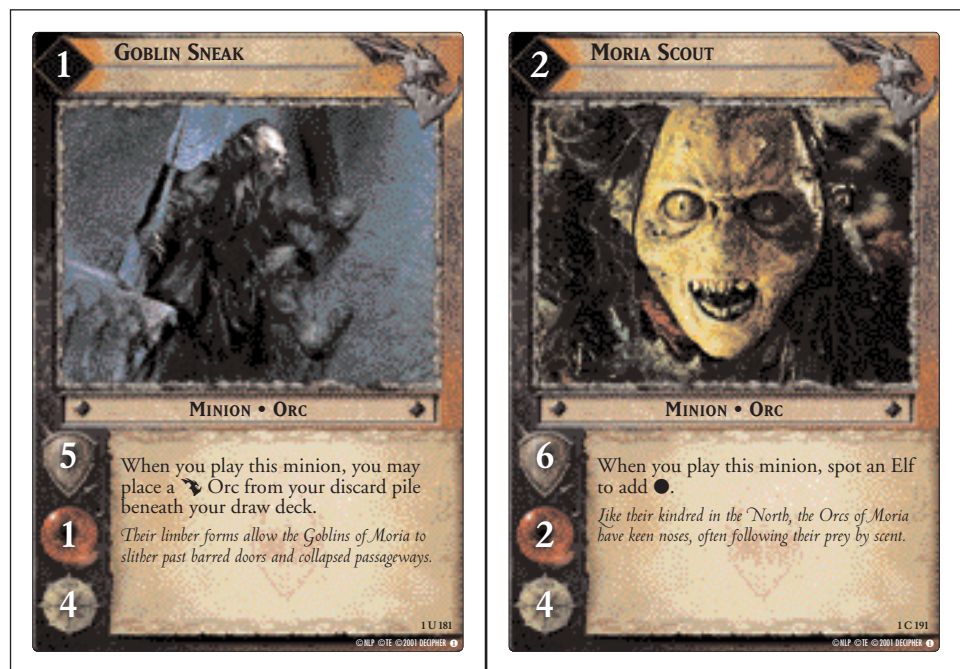 1
GOBLIN SNEAK
MINION • ORC
5
When you play this minion, you may
place a Orc from your discard pile
beneath your draw deck.
1
Their limber forms allow the Goblins of Moria to
slither past barred doors and collapsed passageways.
4
1 U 181
©NLP ©TE ©2001 DECIPHER
2
MORIA SCOUT
MINION • ORC
6
When you play this minion, spot an Elf
to add ●.
2
Like their kindred in the North, the Orcs of Moria
have keen noses, often following their prey by scent.
4
1 C 191
©NLP ©TE ©2001 DECIPHER